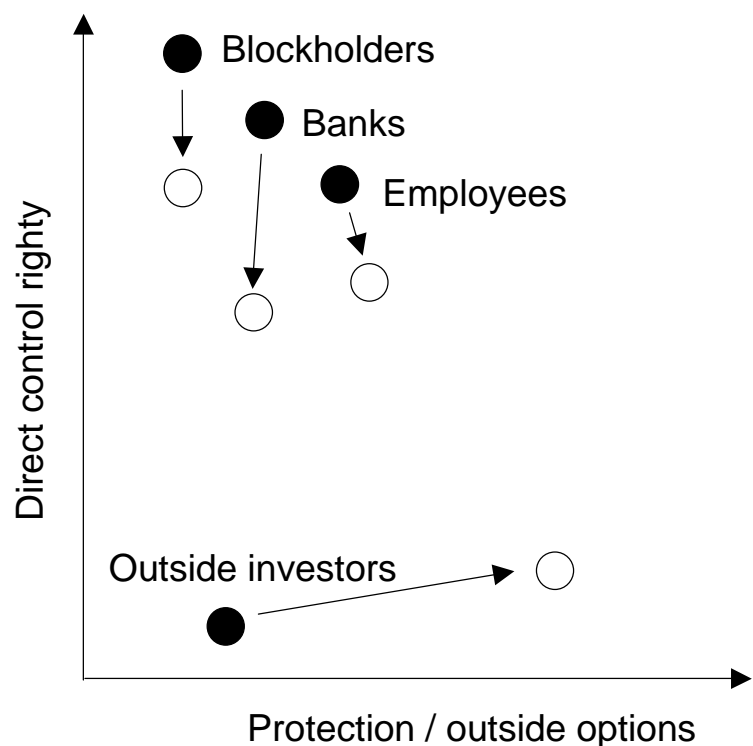 Blockholders
Banks
Employees
Direct control righty
Outside investors
Protection / outside options